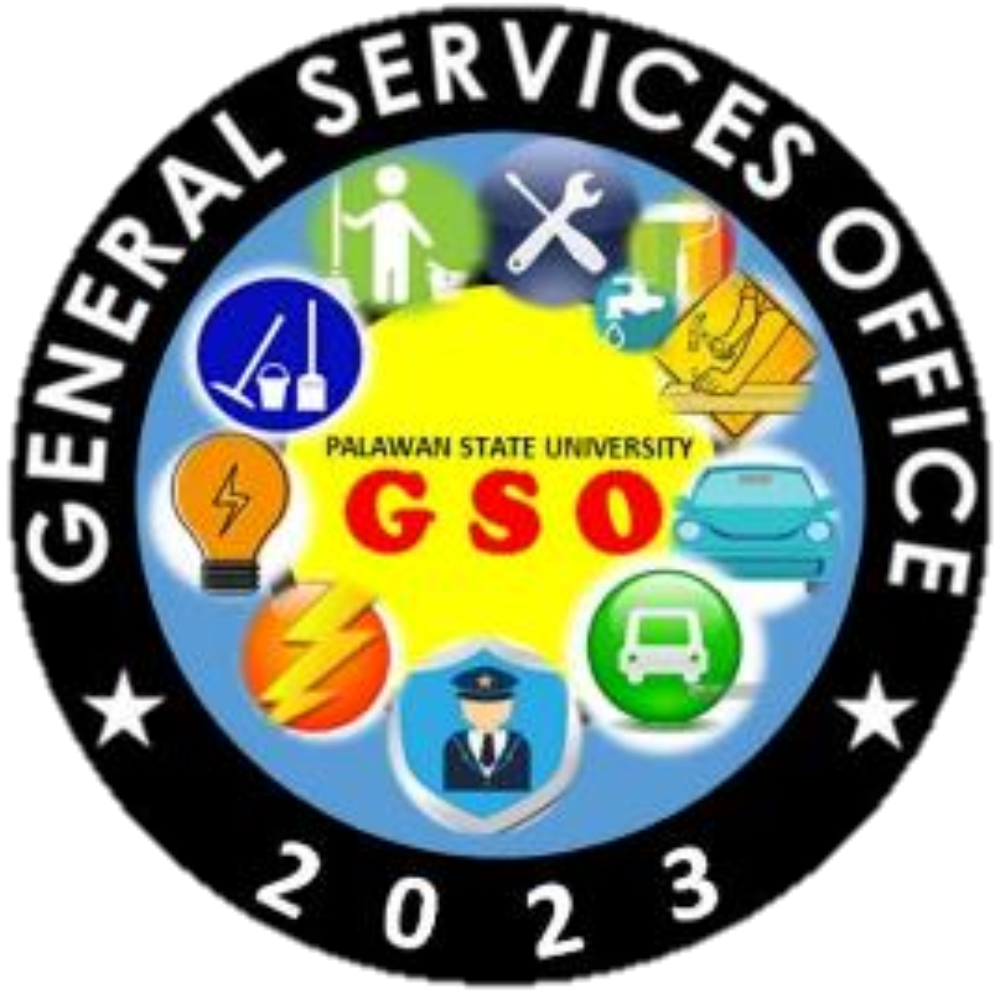 GENERAL SERVICES OFFICE
PALAWAN STATE UNIVERSITY
GSO
2023